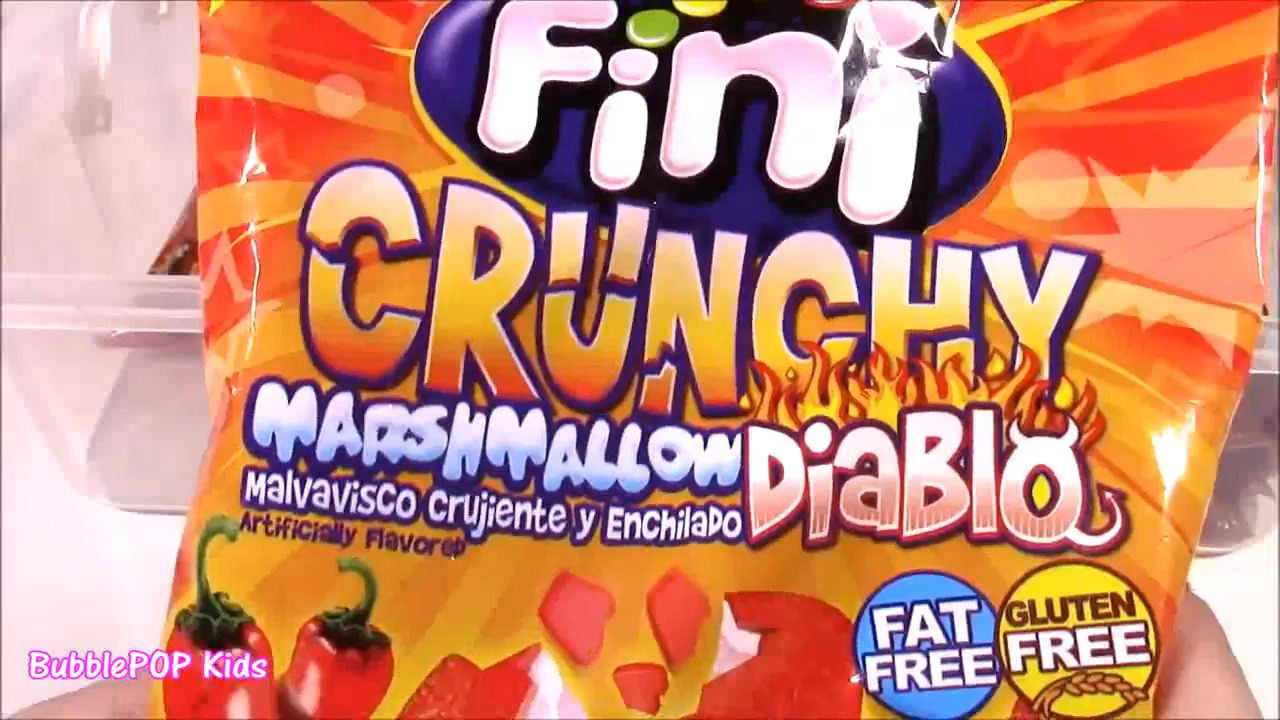 Fini
CRUNCHY
MARSHMALLOW DiaBlo
Malvavisco Crujiente y Enchilado
Artificially Flavored
FAT FREE
GLUTEN FREE
BubblePOP Kids